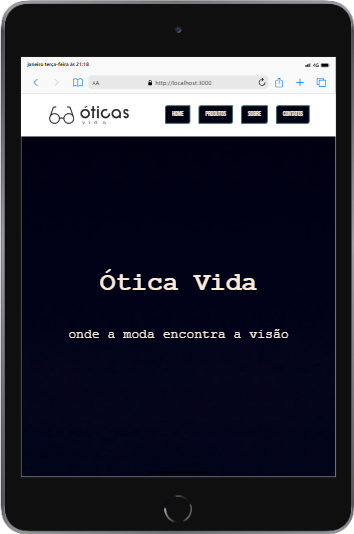 janeiro terça-feira às 21:18
4G
AA
http://localhost:3000
óticas
vida
HOME
PRODUTOS
SOBRE
CONTATOS
Ótica Vida
onde a moda encontra a visão